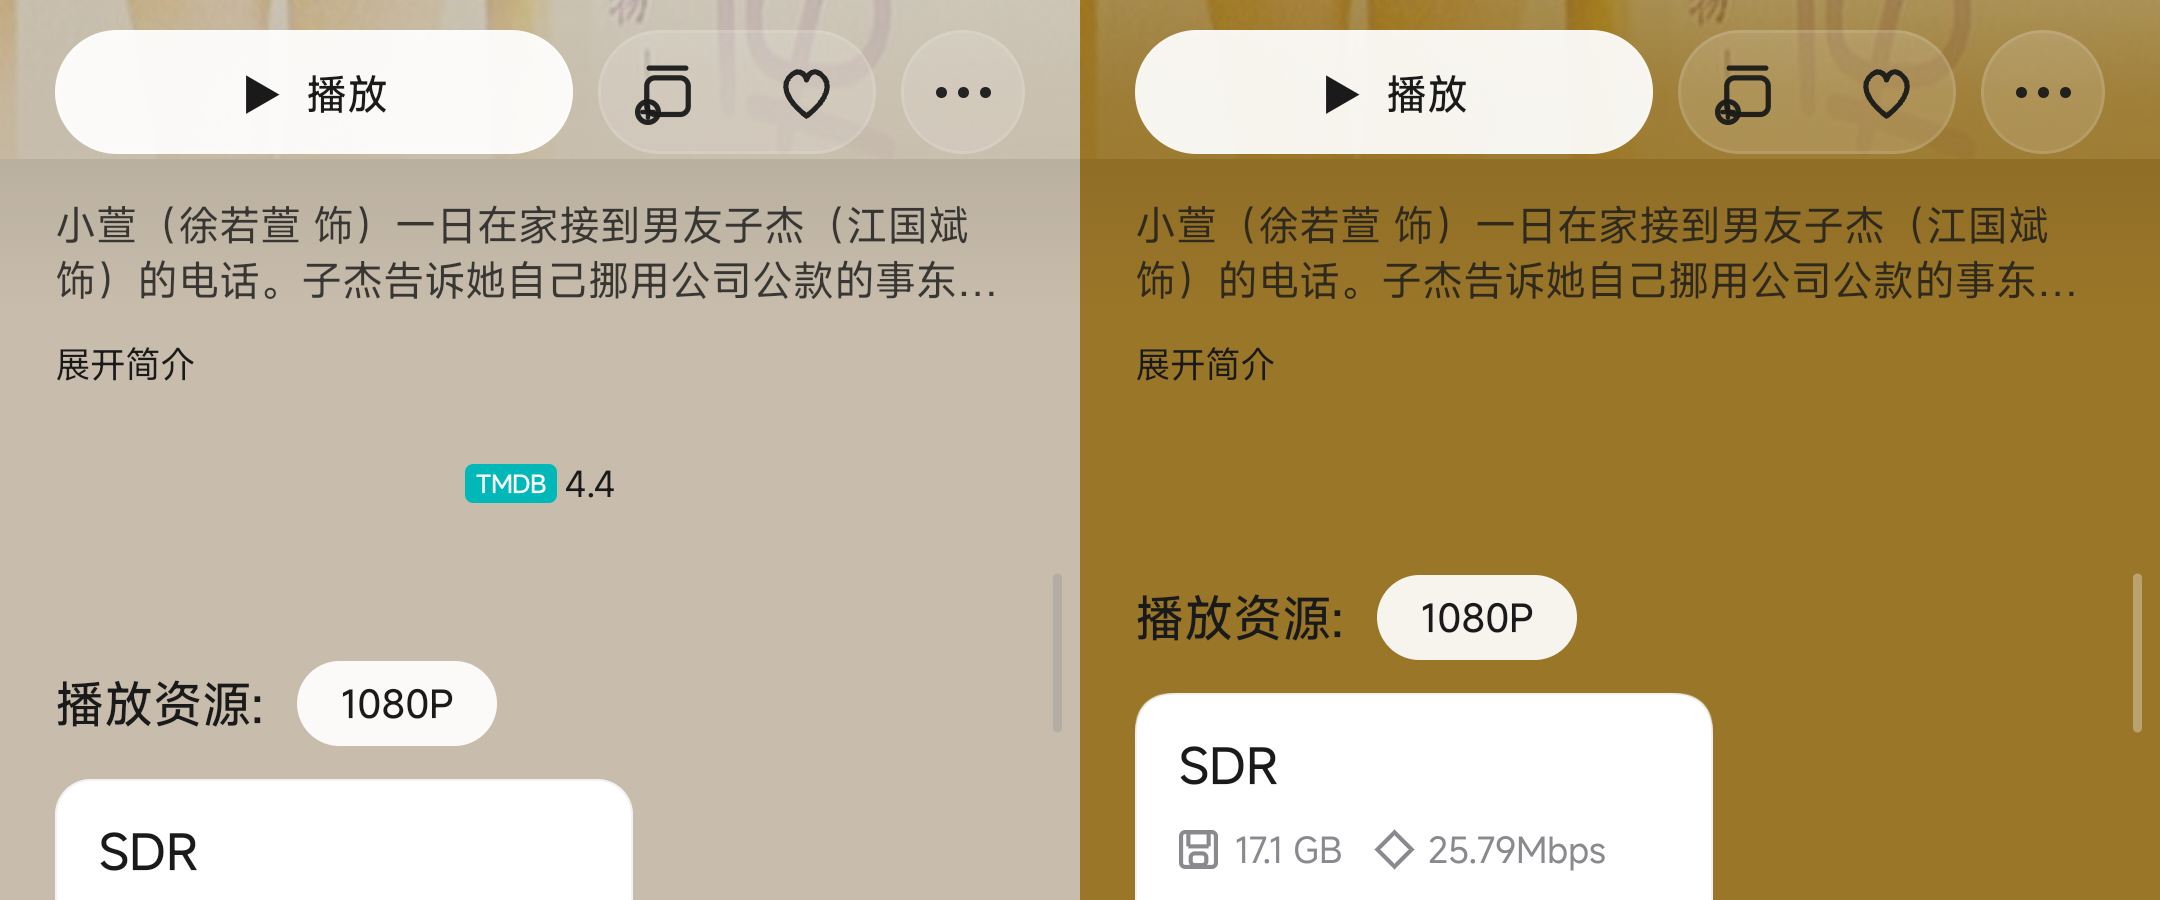 物
播放
小萱（徐若萱 饰）一日在家接到男友子杰（江国斌
饰）的电话。子杰告诉她自己挪用公司公款的事东...
展开简介
TMDB 4.4
播放资源: 1080P
SDR
物
播放
小萱（徐若萱 饰）一日在家接到男友子杰（江国斌
饰）的电话。子杰告诉她自己挪用公司公款的事东...
展开简介
播放资源: 1080P
SDR
17.1 GB 25.79Mbps